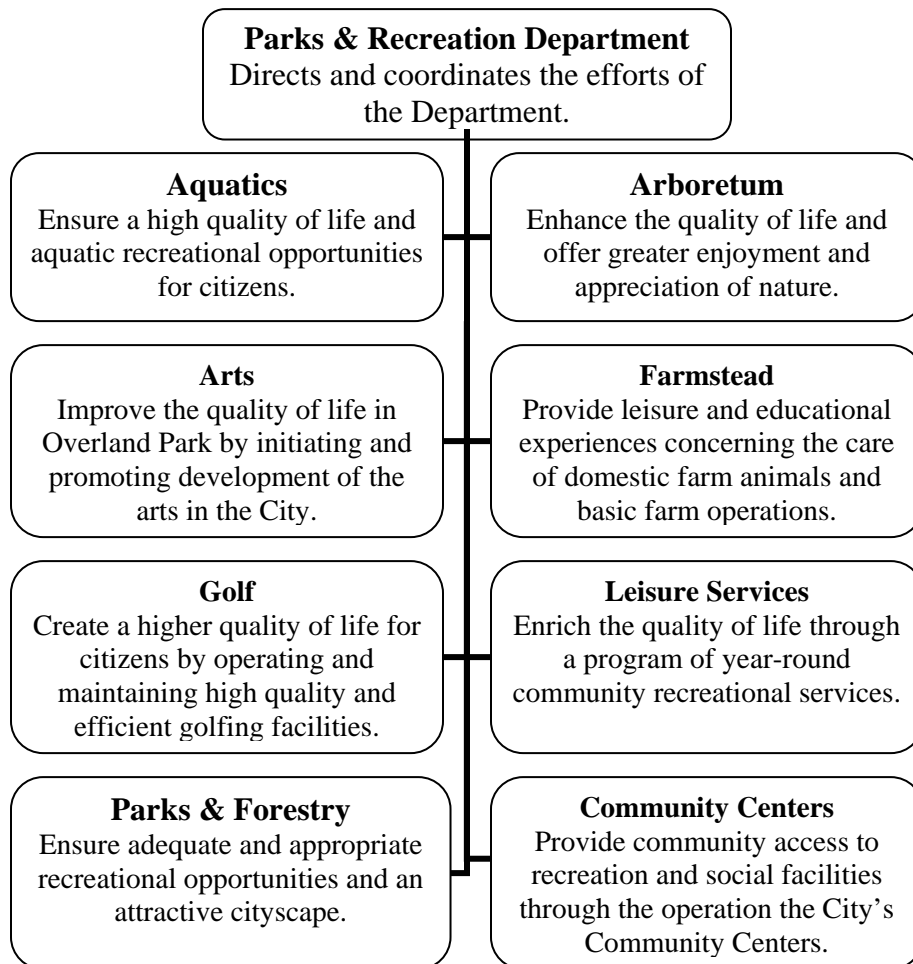 Parks & Recreation Department
Directs and coordinates the efforts of
the Department.
Aquatics
Ensure a high quality of life and
aquatic recreational opportunities
for citizens.
Arboretum
Enhance the quality of life and
offer greater enjoyment and
appreciation of nature.
Arts
Improve the quality of life in
Overland Park by initiating and
promoting development of the
arts in the City.
Farmstead
Provide leisure and educational
experiences concerning the care
of domestic farm animals and
basic farm operations.
Golf
Create a higher quality of life for
citizens by operating and
maintaining high quality and
efficient golfing facilities.
Leisure Services
Enrich the quality of life through
a program of year-round
community recreational services.
Parks & Forestry
Ensure adequate and appropriate
recreational opportunities and an
attractive cityscape.
Community Centers
Provide community access to
recreation and social facilities
through the operation the City’s
Community Centers.